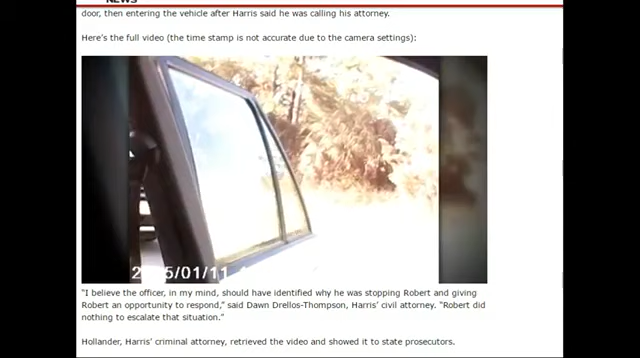 NEWS
door, then entering the vehicle after Harris said he was calling his attorney.
Here's the full video (the time stamp is not accurate due to the camera settings):
5/01/11
"I believe the officer, in my mind, should have identified why he was stopping Robert and giving
Robert an opportunity to respond," said Dawn Drellos-Thompson, Harris' civil attorney. "Robert did
nothing to escalate that situation."
Hollander, Harris' criminal attorney, retrieved the video and showed it to state prosecutors.